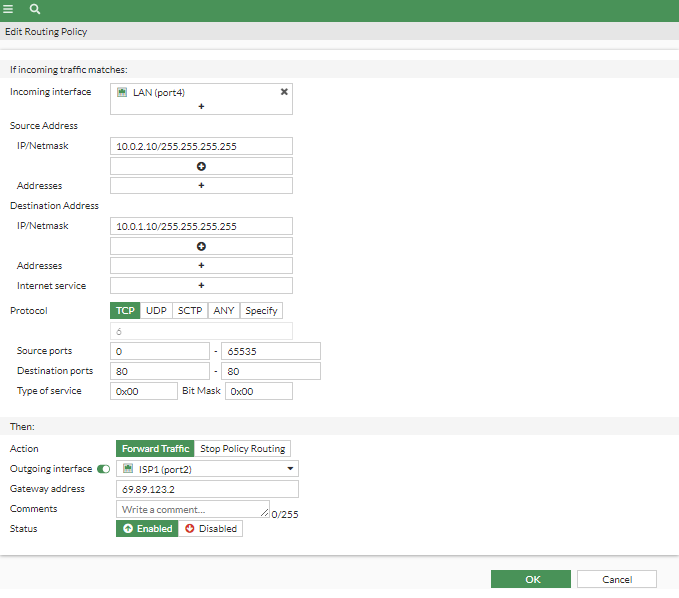 Edit Routing Policy
If incoming traffic matches:
Incoming interface LAN (port4) ×
+
Source Address
IP/Netmask 10.0.2.10/255.255.255.255
+
Addresses +
Destination Address
IP/Netmask 10.0.1.10/255.255.255.255
+
Addresses +
Internet service +
Protocol TCP UDP SCTP ANY Specify
6
Source ports 0 - 65535
Destination ports 80 - 80
Type of service 0x00 Bit Mask 0x00
Then:
Action Forward Traffic Stop Policy Routing
Outgoing interface ISP1 (port2)
Gateway address 69.89.123.2
Comments Write a comment... 0/255
Status Enabled Disabled
OK Cancel